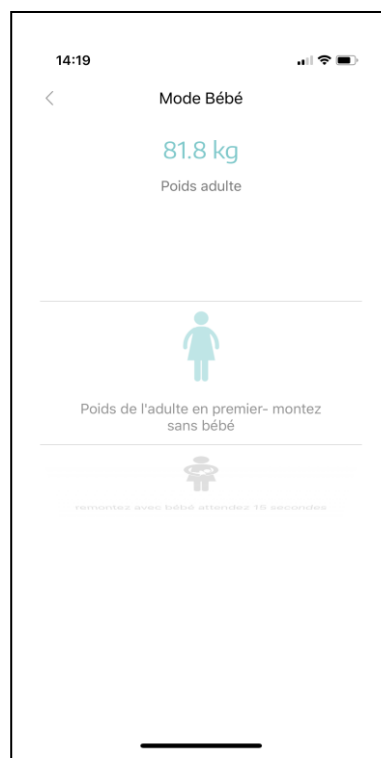 14:19
Mode Bébé
81.8 kg
Poids adulte
Poids de l'adulte en premier- montez
sans bébé
remontez avec bébé attendez 15 secondes